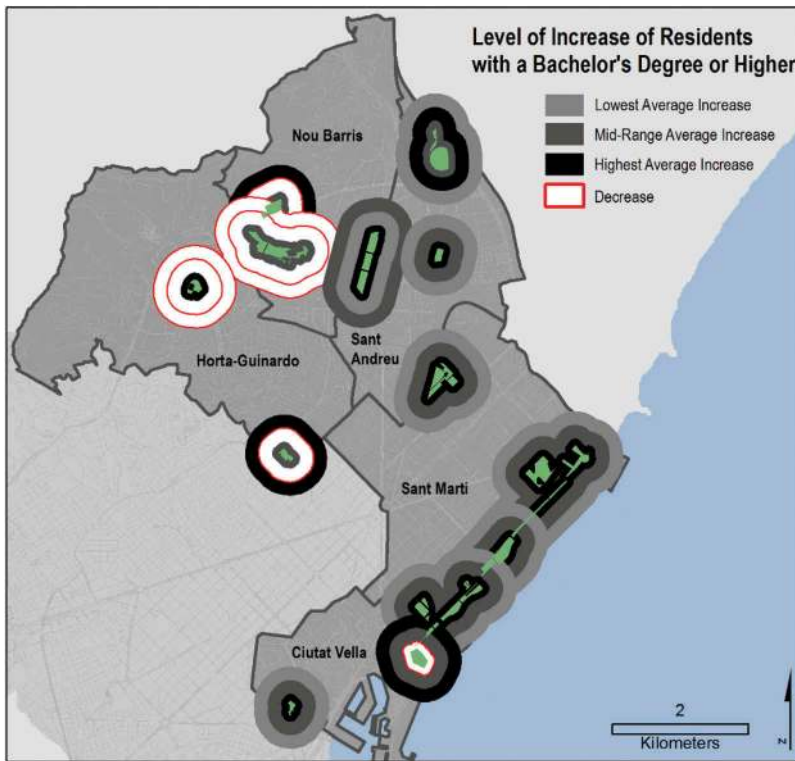 Level of Increase of Residents
with a Bachelor's Degree or Higher
Lowest Average Increase
Mid-Range Average Increase
Highest Average Increase
Decrease
Nou Barris
Sant
Andreu
Horta-Guinardo
Sant Marti
Ciutat Vella
2
Kilometers
N